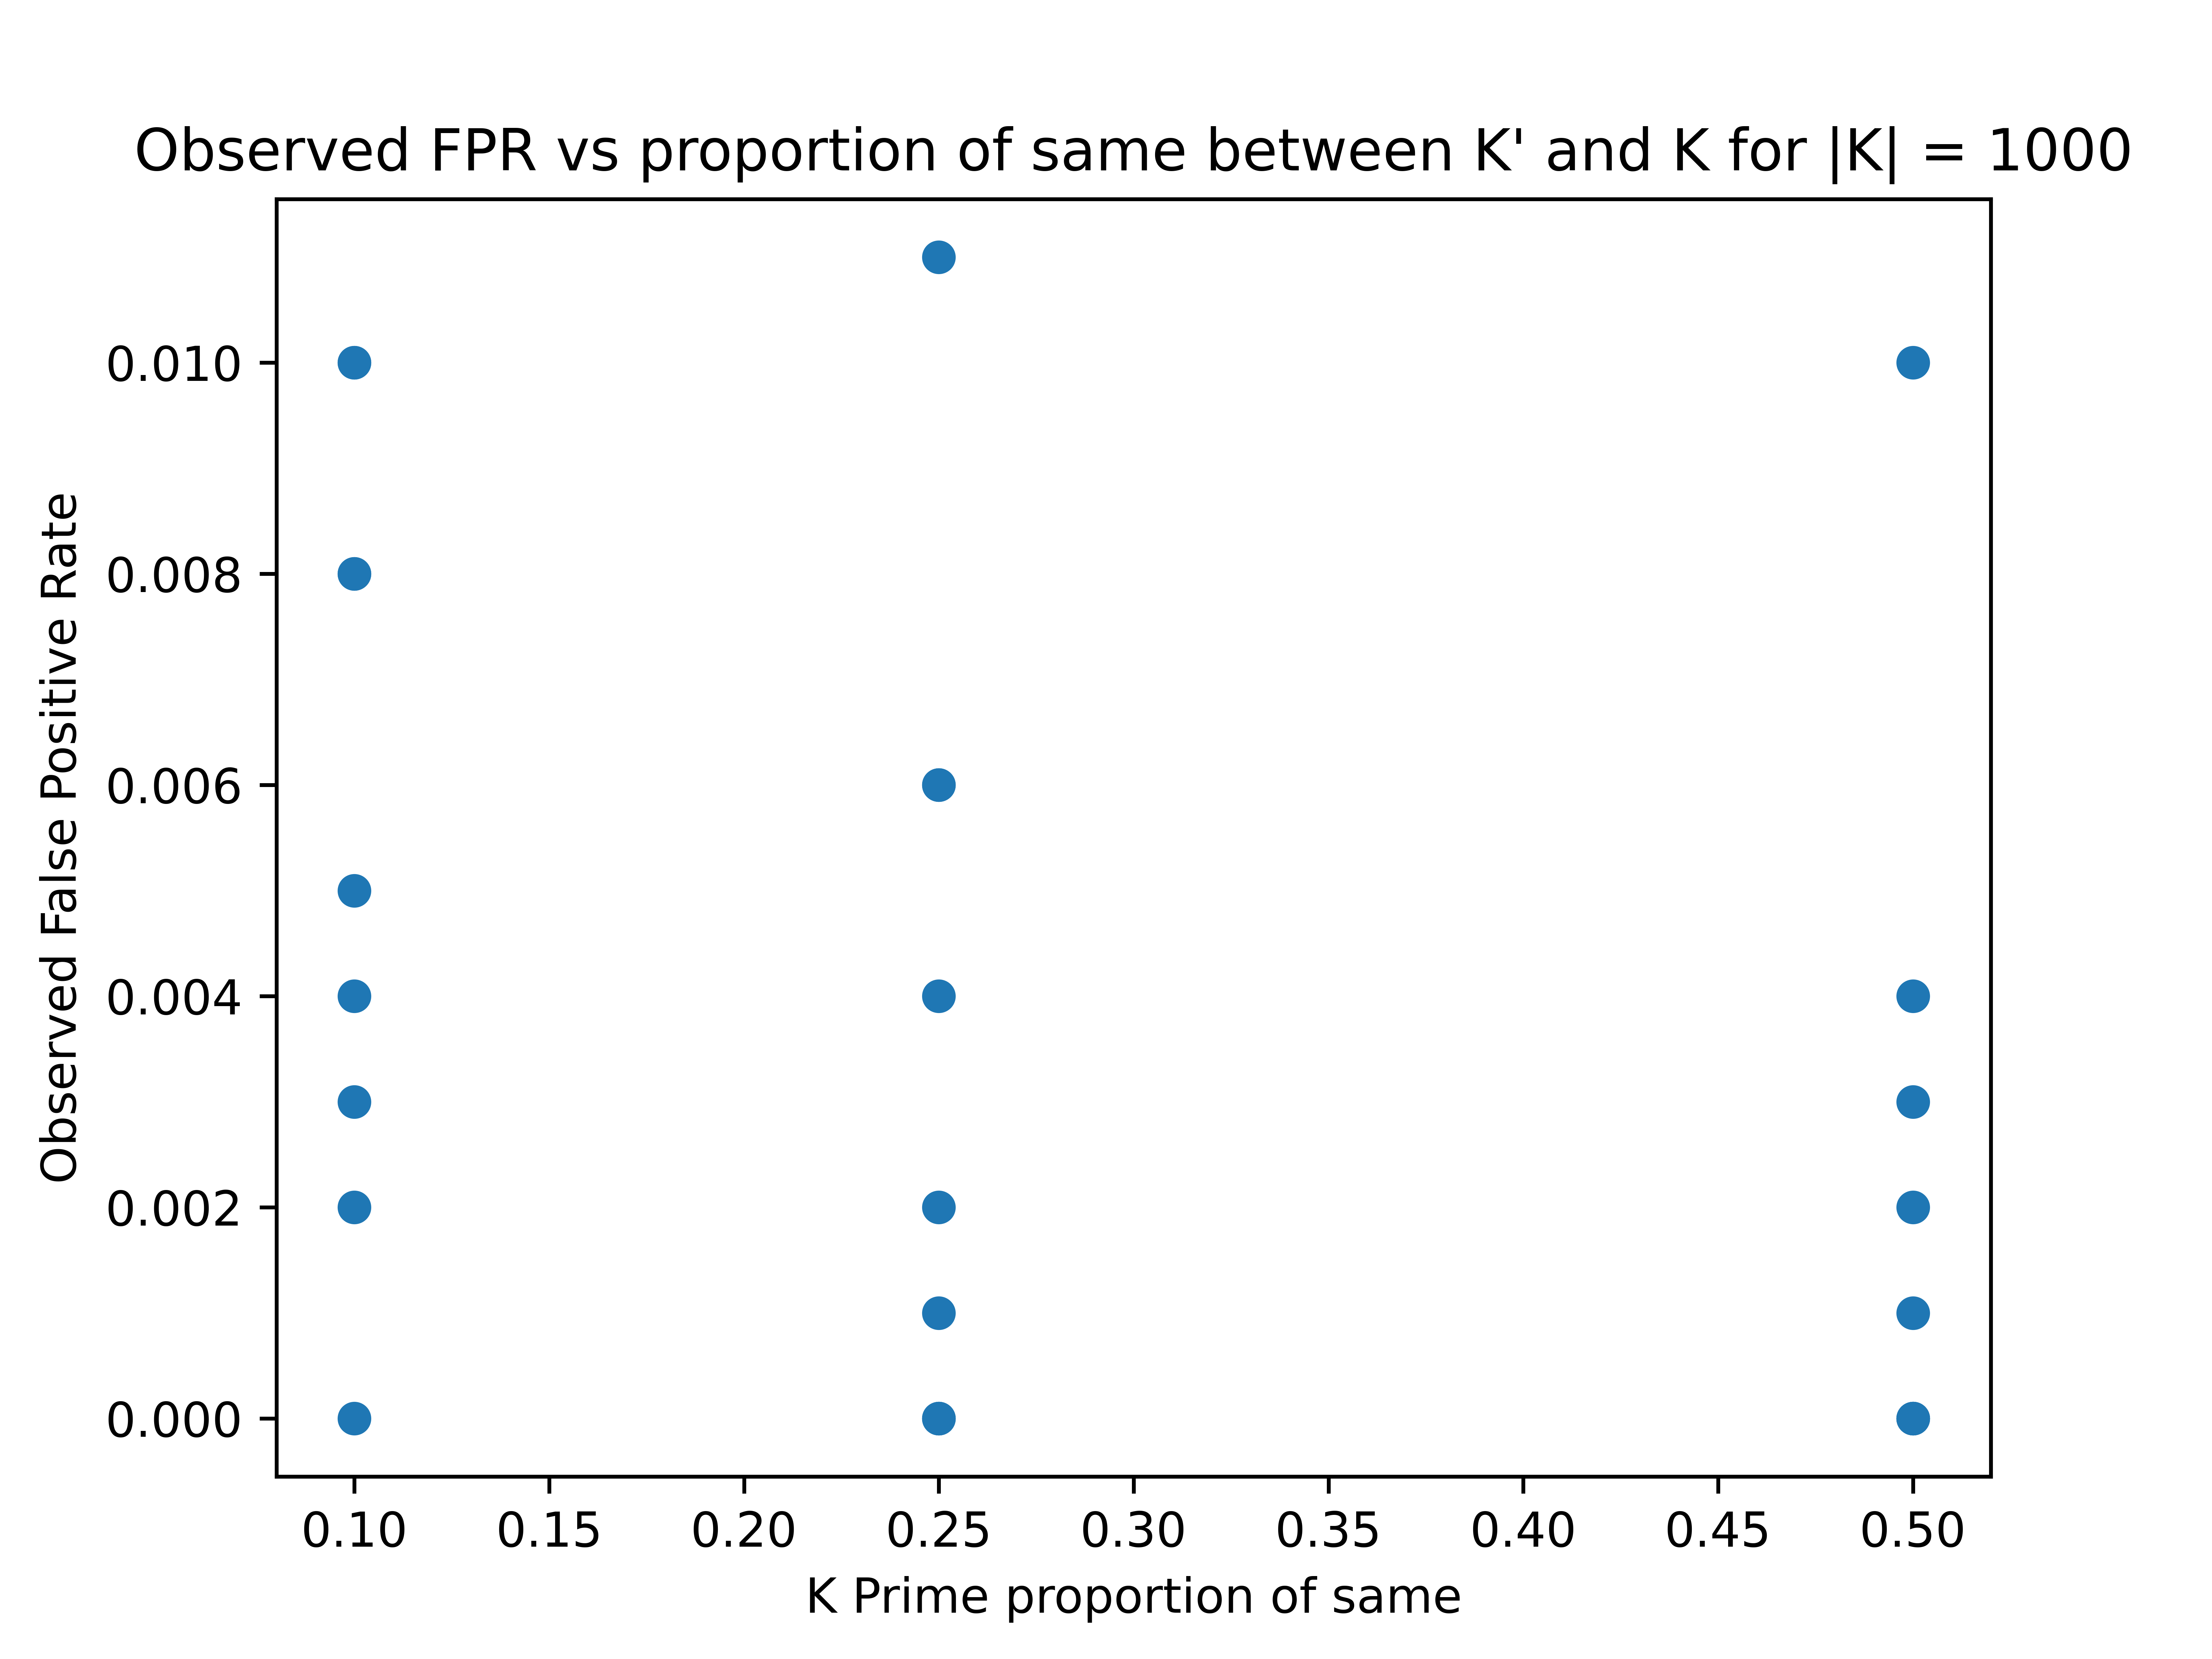 Observed FPR vs proportion of same between K' and K for |K| = 1000
Observed False Positive Rate
0.010
0.008
0.006
0.004
0.002
0.000
0.10 0.15 0.20 0.25 0.30 0.35 0.40 0.45 0.50
K Prime proportion of same